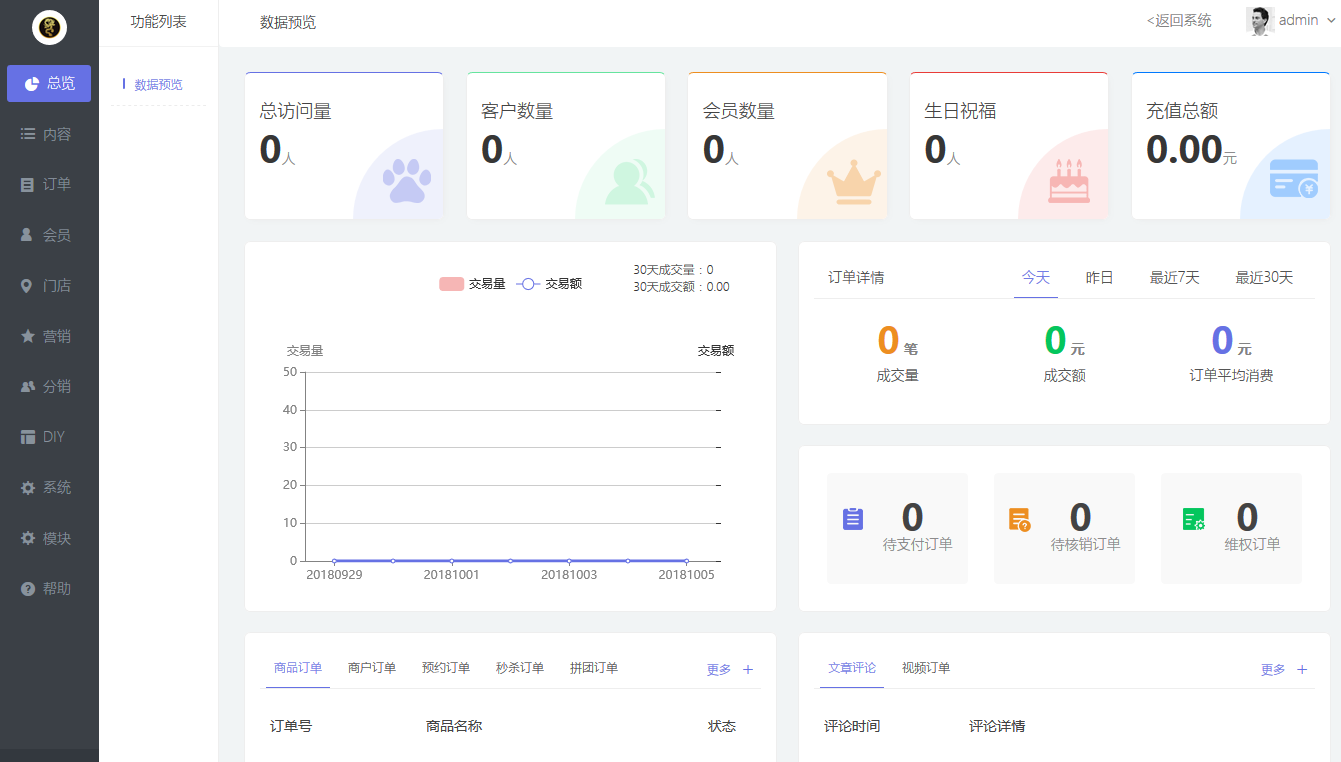 功能列表
数据预览
<返回系统
admin
总览
内容
订单
会员
门店
营销
分销
DIY
系统
模块
帮助
数据预览
总访问量
0人
客户数量
0人
会员数量
0人
生日祝福
0人
充值总额
0.00元
交易量
交易额
30天成交量：0
30天成交额：0.00
交易量
交易额
50
40
30
20
10
0
20180929
20181001
20181003
20181005
订单详情
今天
昨日
最近7天
最近30天
0 笔
成交量
0 元
成交额
0 元
订单平均消费
0
待支付订单
0
待核销订单
0
维权订单
商品订单
商户订单
预约订单
秒杀订单
拼团订单
更多 +
订单号
商品名称
状态
文章评论
视频订单
更多 +
评论时间
评论详情